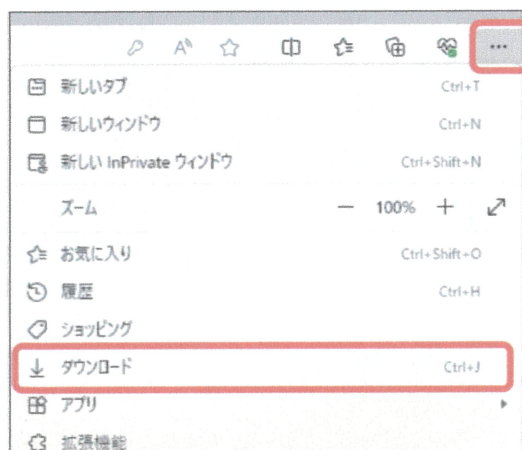 新しいタブ Ctrl+T
新しいウィンドウ Ctrl+N
新しい InPrivate ウィンドウ Ctrl+Shift+N
ズーム — 100% +
お気に入り Ctrl+Shift+O
履歴 Ctrl+H
ショッピング
ダウンロード Ctrl+J
アプリ
拡張機能